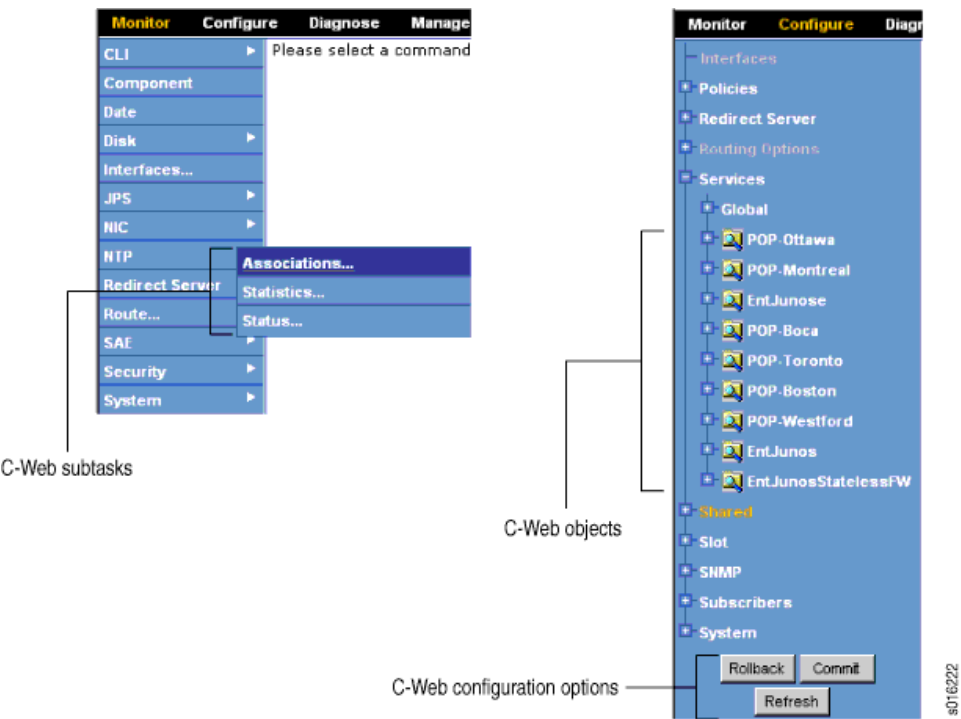 Monitor Configure Diagnose Manage
CLI
Please select a command
Component
Date
Disk
Interfaces...
JPS
NIC
NTP
Redirect Server
Route...
SAE
Security
System
Associations...
Statistics...
Status...
C-Web subtasks
Monitor Configure Diagr
Interfaces
Policies
Redirect Server
Routing Options
Services
Global
POP-Ottawa
POP-Montreal
EntJunose
POP-Boca
POP-Toronto
POP-Boston
POP-Westford
EntJunos
EntJunosStatelessFW
C-Web objects
Shared
Slot
SNMP
Subscribers
System
Rollback Commit
Refresh
C-Web configuration options
s016222